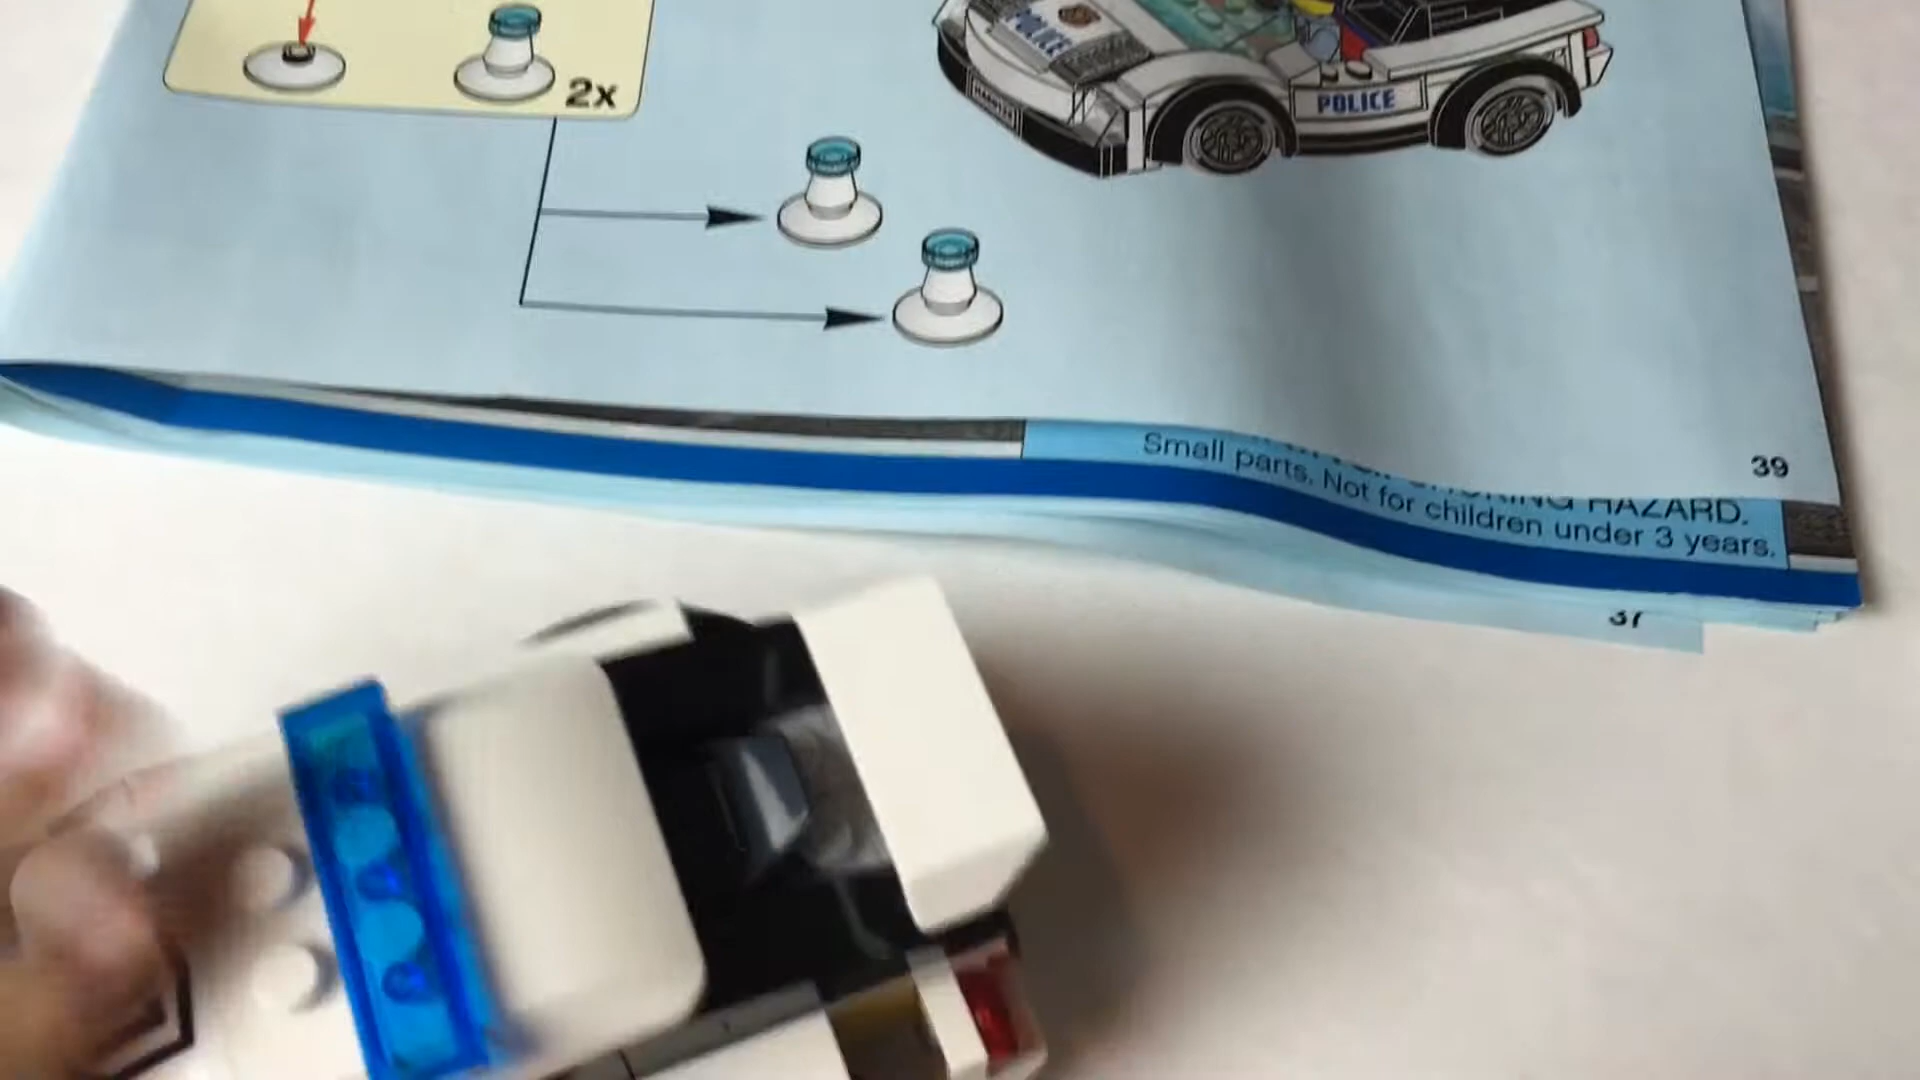 POLICE
2x
POLICE
39
Small parts. Not for children under 3 years.
HAZARD.
37